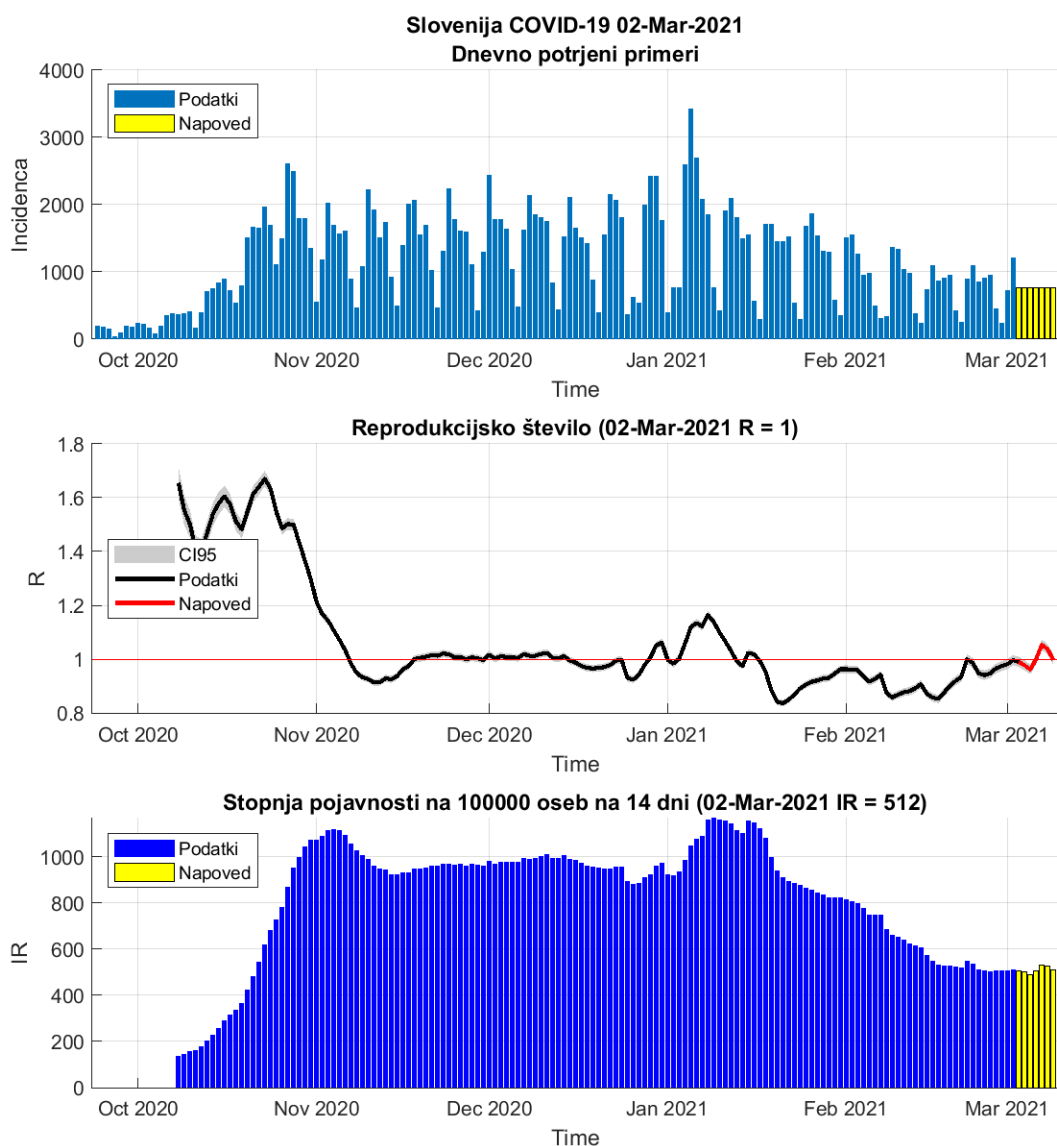 Slovenija COVID-19 02-Mar-2021
Dnevno potrjeni primeri
4000
3000
2000
1000
0
Incidenca
Podatki
Napoved
Oct 2020 Nov 2020 Dec 2020 Jan 2021 Feb 2021 Mar 2021
Time
Reprodukcijsko število (02-Mar-2021 R = 1)
1.8
1.6
1.4
1.2
1
0.8
R
CI95
Podatki
Napoved
Oct 2020 Nov 2020 Dec 2020 Jan 2021 Feb 2021 Mar 2021
Time
Stopnja pojavnosti na 100000 oseb na 14 dni (02-Mar-2021 IR = 512)
1000
800
600
400
200
0
IR
Podatki
Napoved
Oct 2020 Nov 2020 Dec 2020 Jan 2021 Feb 2021 Mar 2021
Time